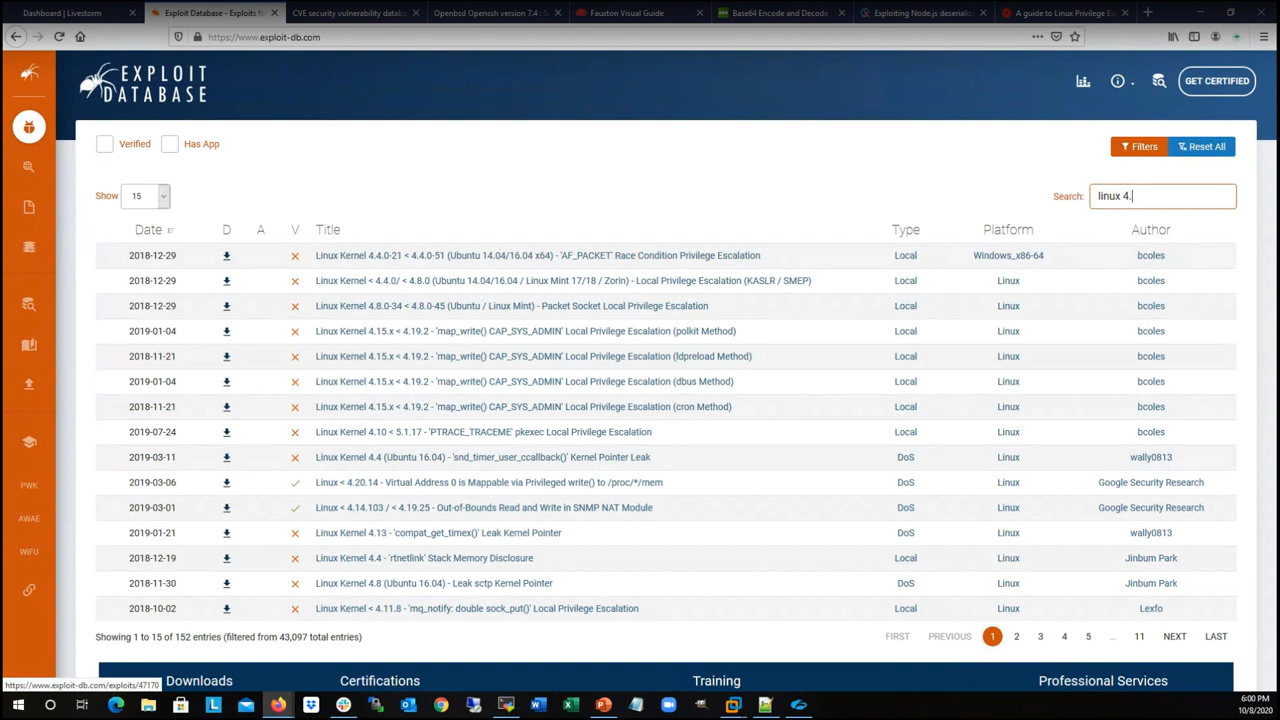 Dashboard | Livestorm
Exploit Database - Exploits for
CVE security vulnerability datab
Openbsd Openssh version 7.4 : S
Fauston Visual Guide
Base64 Encode and Decode
Exploiting Node.js deserializ
A guide to Linux Privilege Es
https://www.exploit-db.com
EXPLOIT
DATABASE
GET CERTIFIED
Verified
Has App
Filters
Reset All
Show 15
Search: linux 4.
Date D A V Title Type Platform Author
2018-12-29 Linux Kernel 4.4.0-21 < 4.4.0-51 (Ubuntu 14.04/16.04 x64) - 'AF_PACKET' Race Condition Privilege Escalation Local Windows_x86-64 bcoles
2018-12-29 Linux Kernel < 4.4.0/ < 4.8.0 (Ubuntu 14.04/16.04 / Linux Mint 17/18 / Zorin) - Local Privilege Escalation (KASLR / SMEP) Local Linux bcoles
2018-12-29 Linux Kernel 4.8.0-34 < 4.8.0-45 (Ubuntu / Linux Mint) - Packet Socket Local Privilege Escalation Local Linux bcoles
2019-01-04 Linux Kernel 4.15.x < 4.19.2 - 'map_write() CAP_SYS_ADMIN' Local Privilege Escalation (polkit Method) Local Linux bcoles
2018-11-21 Linux Kernel 4.15.x < 4.19.2 - 'map_write() CAP_SYS_ADMIN' Local Privilege Escalation (ldpreload Method) Local Linux bcoles
2019-01-04 Linux Kernel 4.15.x < 4.19.2 - 'map_write() CAP_SYS_ADMIN' Local Privilege Escalation (dbus Method) Local Linux bcoles
2018-11-21 Linux Kernel 4.15.x < 4.19.2 - 'map_write() CAP_SYS_ADMIN' Local Privilege Escalation (cron Method) Local Linux bcoles
2019-07-24 Linux Kernel 4.10 < 5.1.17 - 'PTRACE_TRACEME' pkexec Local Privilege Escalation Local Linux bcoles
2019-03-11 Linux Kernel 4.4 (Ubuntu 16.04) - 'snd_timer_user_ccallback()' Kernel Pointer Leak DoS Linux wally0813
2019-03-06 Linux < 4.20.14 - Virtual Address 0 is Mappable via Privileged write() to /proc/*/mem DoS Linux Google Security Research
2019-03-01 Linux < 4.14.103 / < 4.19.25 - Out-of-Bounds Read and Write in SNMP NAT Module DoS Linux Google Security Research
2019-01-21 Linux Kernel 4.13 - 'compat_get_timex()' Leak Kernel Pointer DoS Linux wally0813
2018-12-19 Linux Kernel 4.4 - 'rtnetlink' Stack Memory Disclosure Local Linux Jinbum Park
2018-11-30 Linux Kernel 4.8 (Ubuntu 16.04) - Leak sctp Kernel Pointer DoS Linux Jinbum Park
2018-10-02 Linux Kernel < 4.11.8 - 'mq_notify: double sock_put()' Local Privilege Escalation Local Linux Lexfo
Showing 1 to 15 of 152 entries (filtered from 43,097 total entries)
FIRST PREVIOUS 1 2 3 4 5 ... 11 NEXT LAST
PWK
AWAE
WIFU
https://www.exploit-db.com/exploits/47170
Downloads Certifications Training Professional Services
6:00 PM
10/8/2020